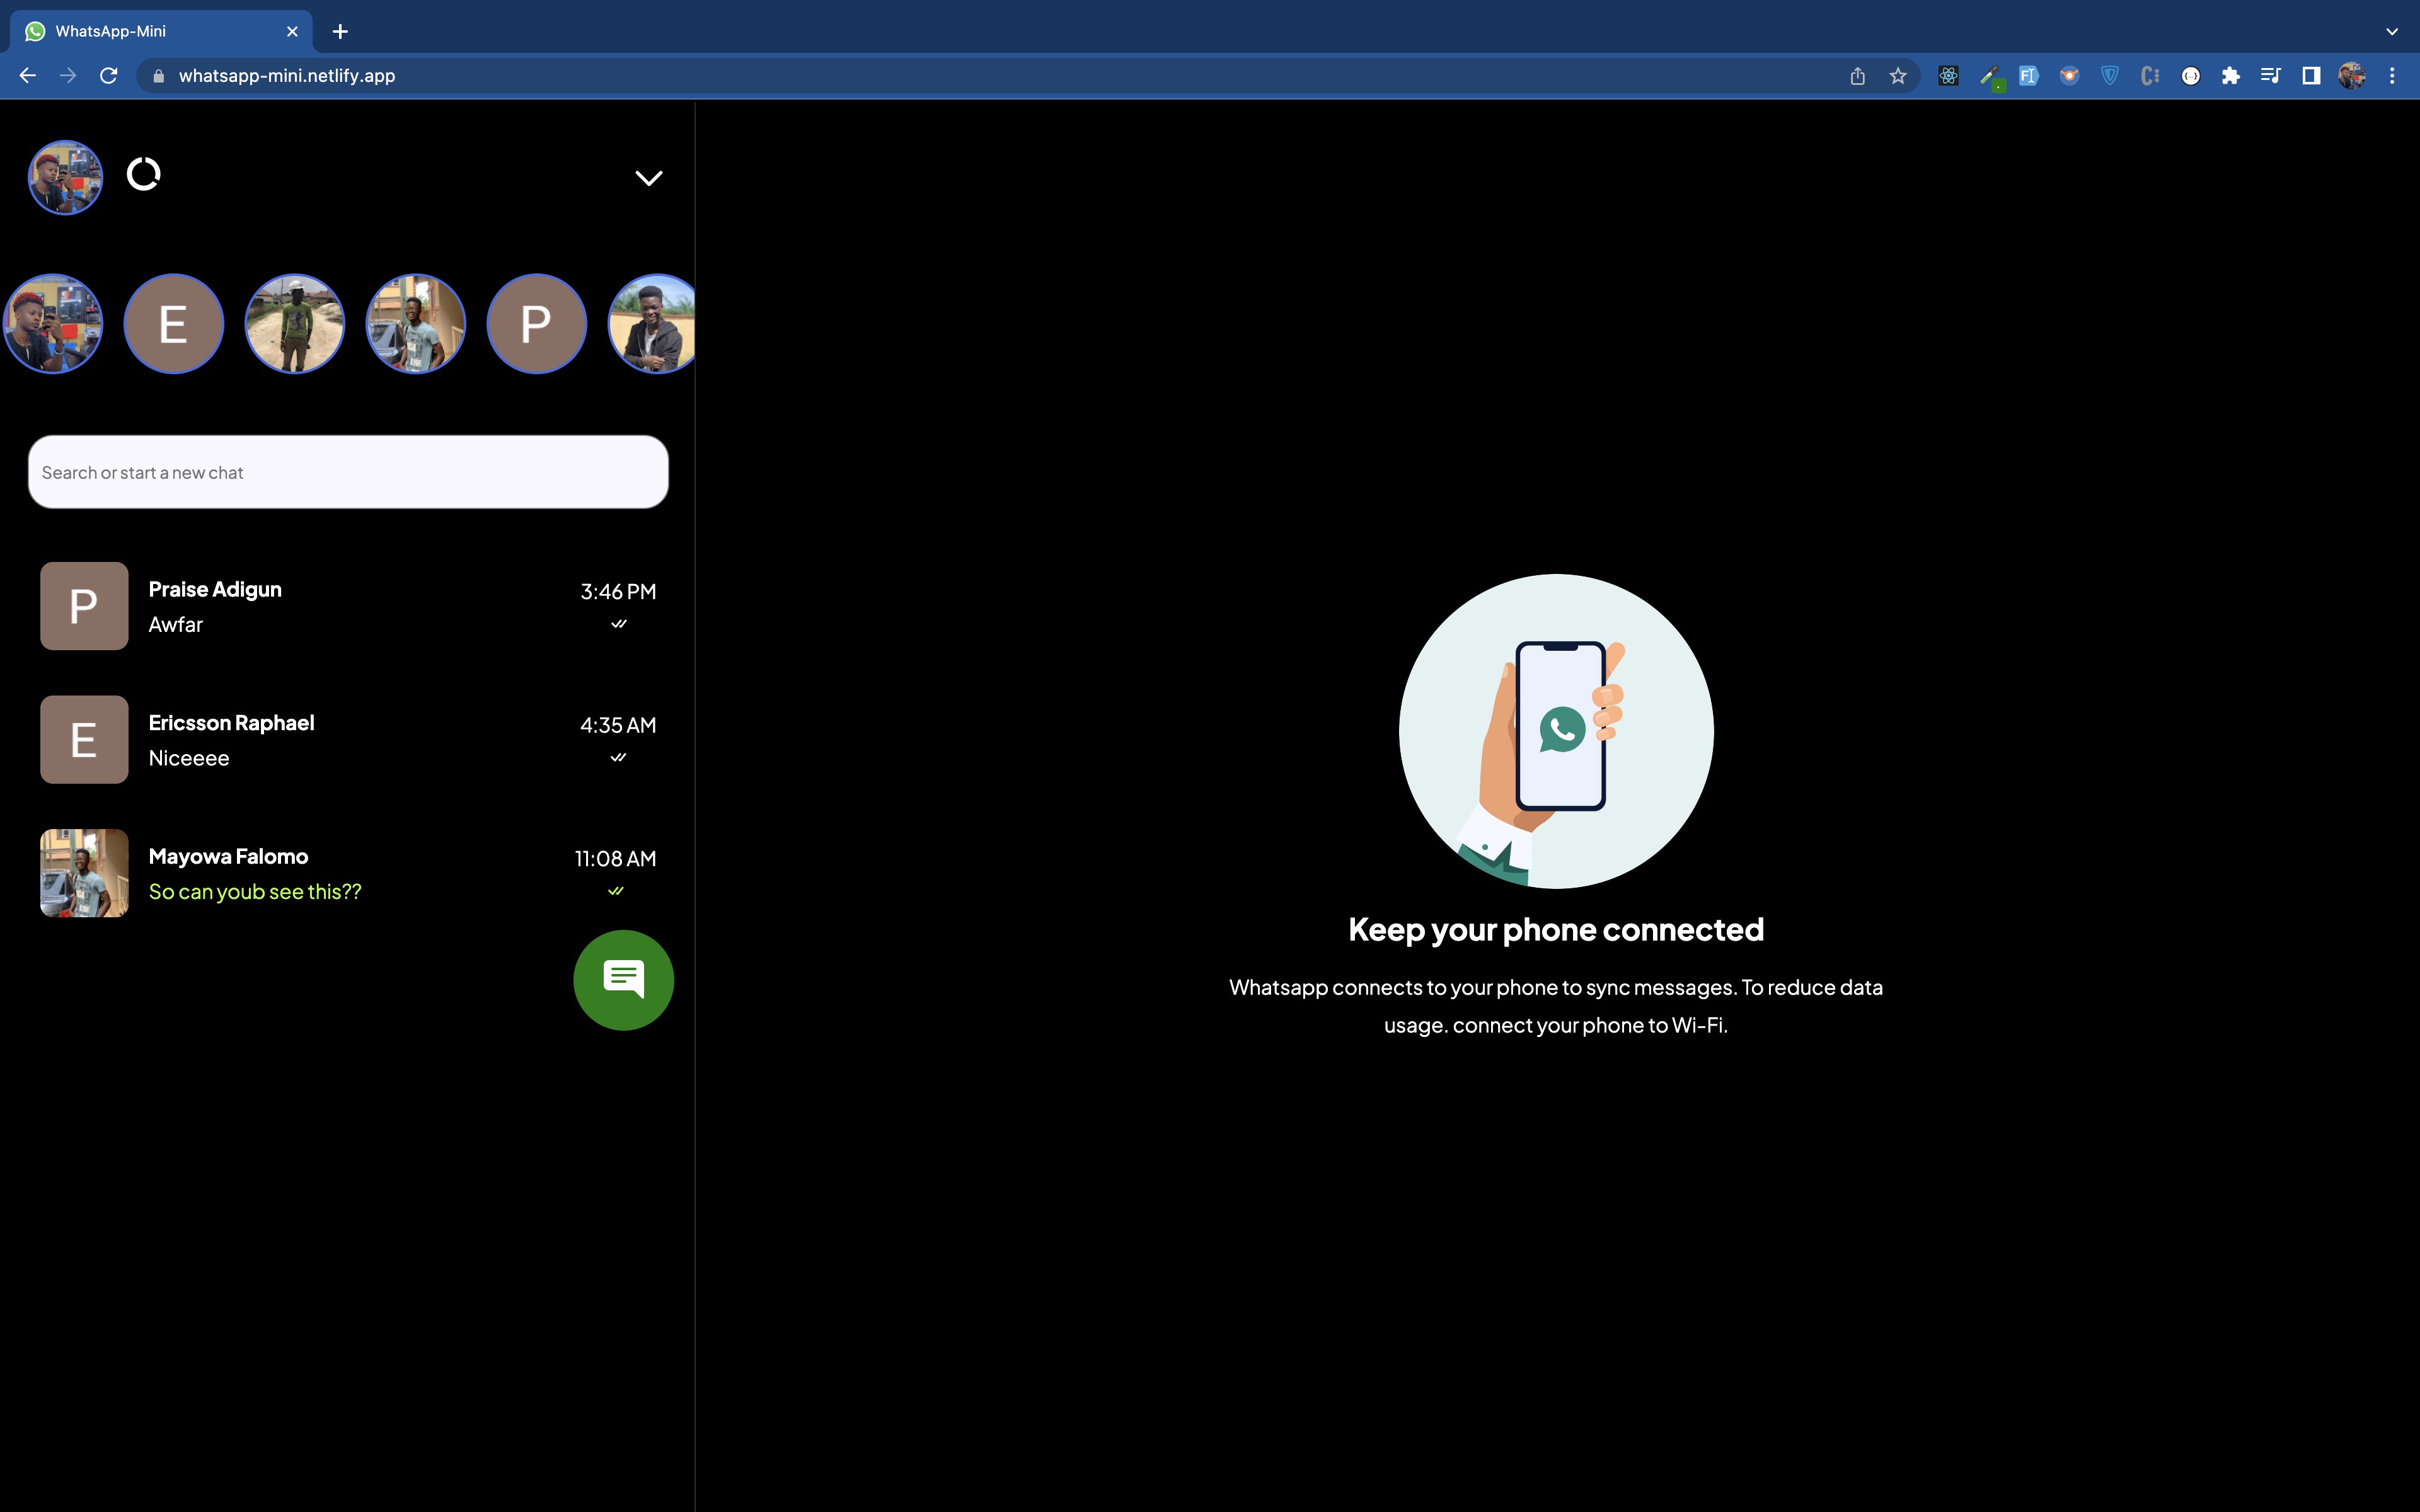 WhatsApp-Mini
whatsapp-mini.netlify.app
E
P
Search or start a new chat
P
Praise Adigun
3:46 PM
Awfar
E
Ericsson Raphael
4:35 AM
Niceeee
Mayowa Falomo
11:08 AM
So can youb see this??
Keep your phone connected
Whatsapp connects to your phone to sync messages. To reduce data
usage. connect your phone to Wi-Fi.